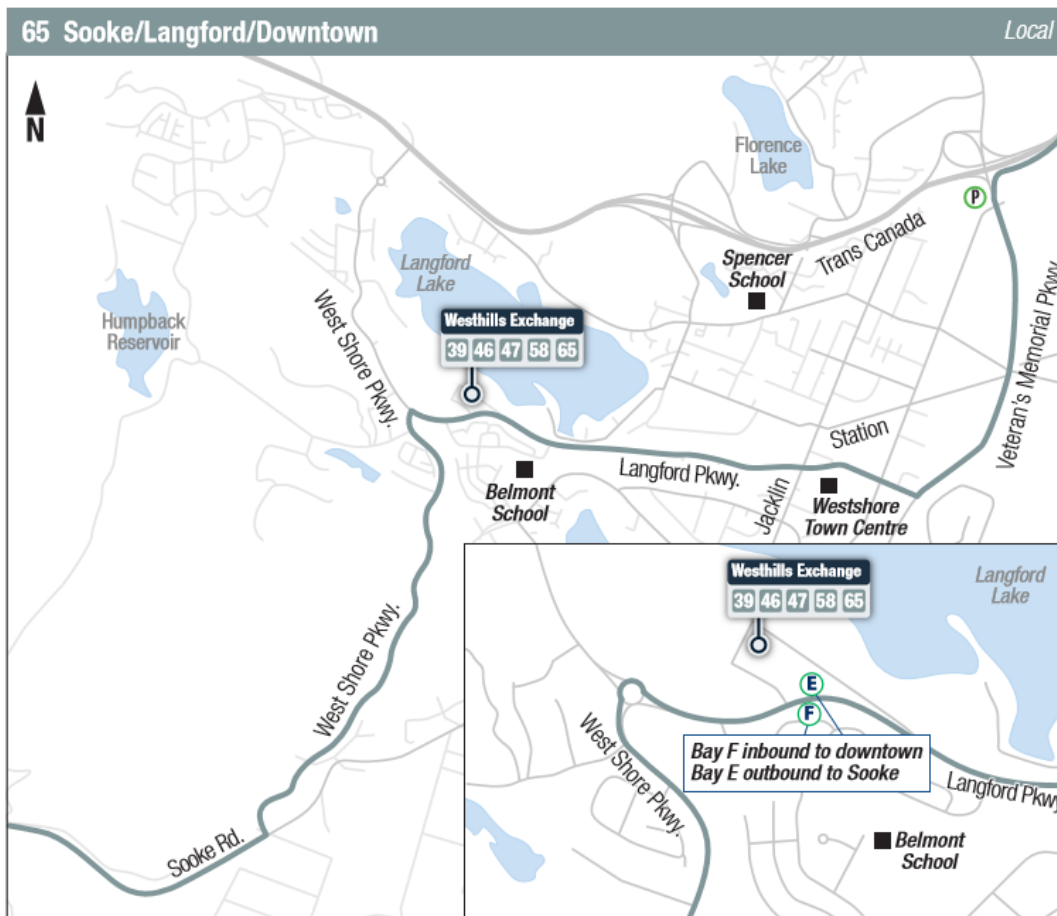 65 Sooke/Langford/Downtown
Local
N
Florence
Lake
P
Trans Canada
Spencer
School
Langford
Lake
Humpback
Reservoir
West Shore Pkwy.
Westhills Exchange
39 46 47 58 65
Veteran's Memorial Pkwy.
Station
Langford Pkwy.
Belmont
School
Jacklin
Westshore
Town Centre
West Shore Pkwy.
Sooke Rd.
Westhills Exchange
39 46 47 58 65
Langford
Lake
E
F
Bay F inbound to downtown
Bay E outbound to Sooke
West Shore Pkwy.
Langford Pkwy
Belmont
School